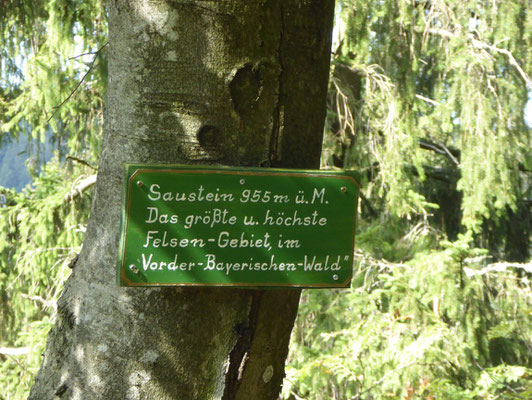 Saustein 955m ü.M.
Das größte u. höchste
Felsen-Gebiet, im
"Vorder-Bayerischen-Wald"